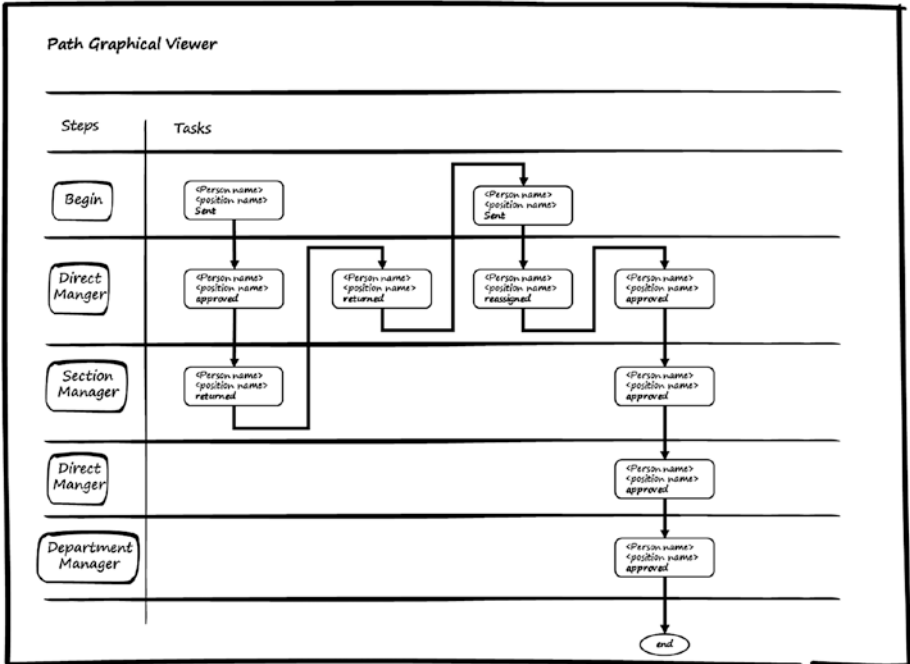 Path Graphical Viewer
Steps
Tasks
Begin
<Person name>
<position name>
Sent
<Person name>
<position name>
Sent
Direct
Manger
<Person name>
<position name>
approved
<Person name>
<position name>
returned
<Person name>
<position name>
reassigned
<Person name>
<position name>
approved
Section
Manager
<Person name>
<position name>
returned
<Person name>
<position name>
approved
Direct
Manger
<Person name>
<position name>
approved
Department
Manager
<Person name>
<position name>
approved
end